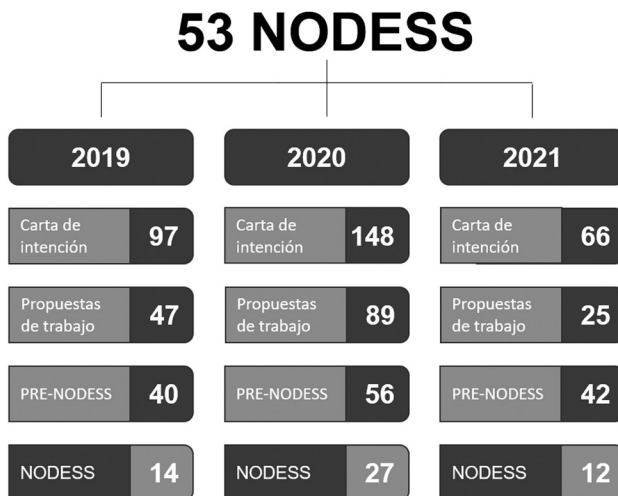 53 NODESS
2019
2020
2021
Carta de
intención
97
Carta de
intención
148
Carta de
intención
66
Propuestas
de trabajo
47
Propuestas
de trabajo
89
Propuestas
de trabajo
25
PRE-NODESS
40
PRE-NODESS
56
PRE-NODESS
42
NODESS
14
NODESS
27
NODESS
12